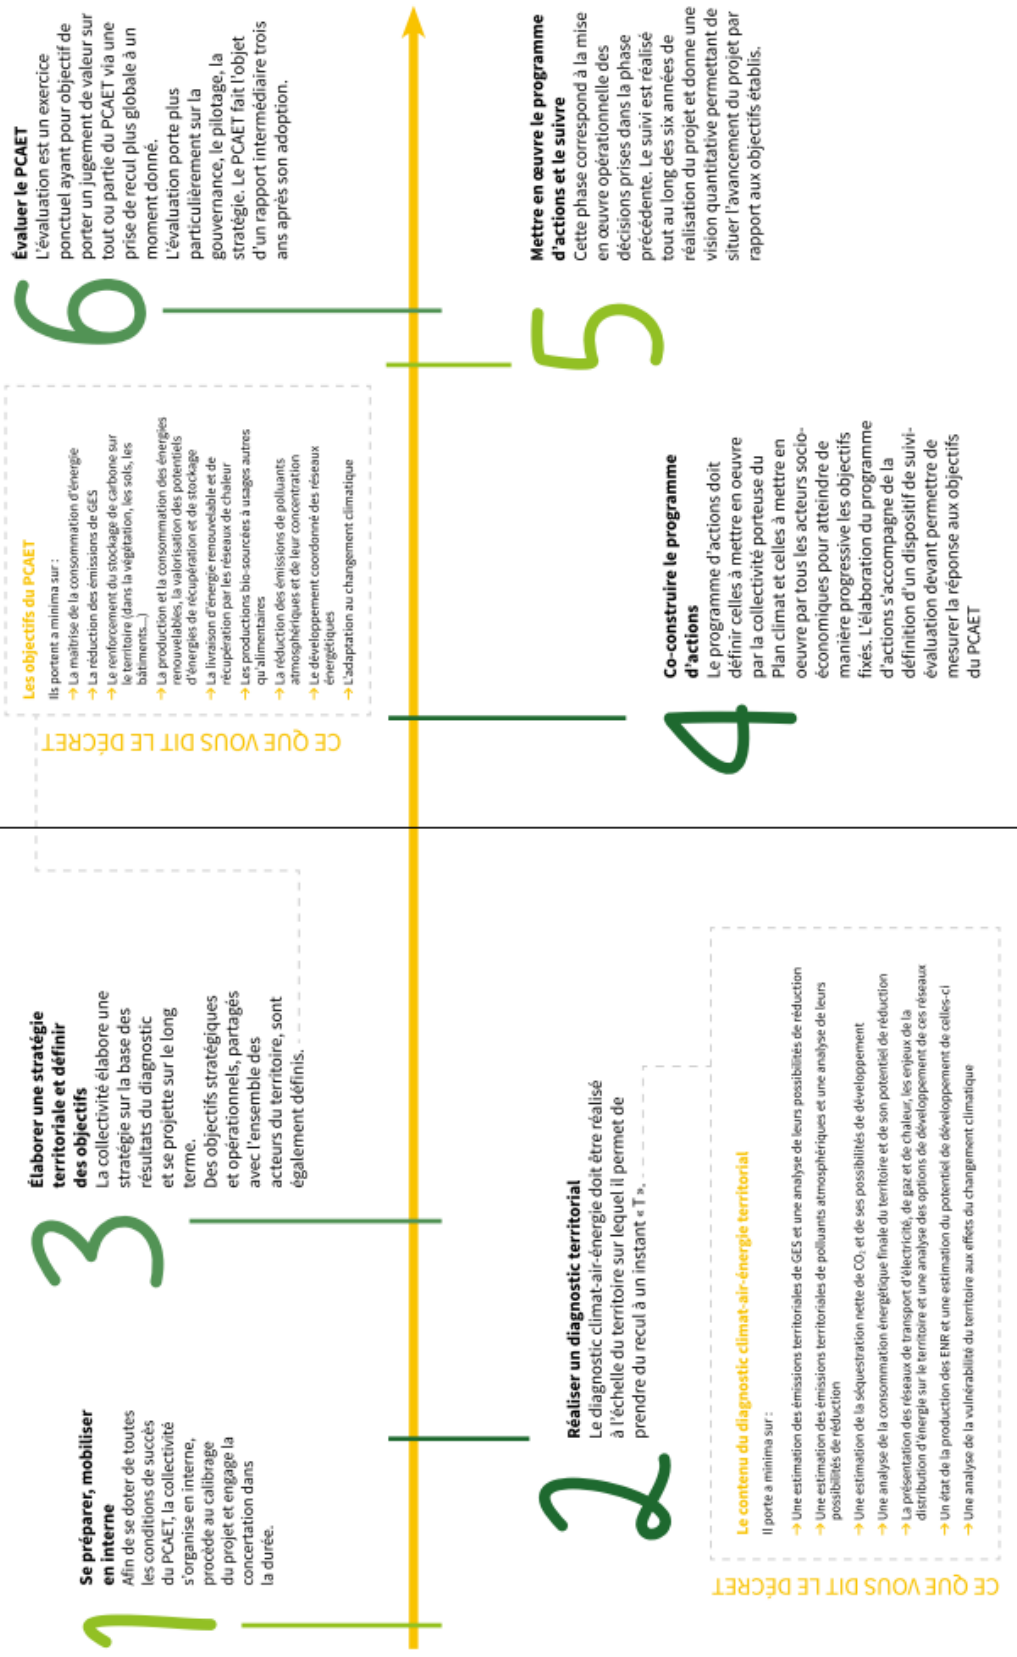 1
Se préparer, mobiliser
en interne
Afin de se doter de toutes
les conditions de succès
du PCAET, la collectivité
s'organise en interne,
procède au calibrage
du projet et engage la
concertation dans
la durée.
2
Réaliser un diagnostic territorial
Le diagnostic climat-air-énergie doit être réalisé
à l'échelle du territoire sur lequel il permet de
prendre du recul à un instant « T ».
CE QUE VOUS DIT LE DÉCRET
Le contenu du diagnostic climat-air-énergie territorial
Il porte a minima sur :
→ Une estimation des émissions territoriales de GES et une analyse de leurs possibilités de réduction
→ Une estimation des émissions territoriales de polluants atmosphériques et une analyse de leurs
possibilités de réduction
→ Une estimation de la séquestration nette de CO₂ et de ses possibilités de développement
→ Une analyse de la consommation énergétique finale du territoire et de son potentiel de réduction
→ La présentation des réseaux de transport d'électricité, de gaz et de chaleur, les enjeux de la
distribution d'énergie sur le territoire et une analyse des options de développement de ces réseaux
→ Un état de la production des ENR et une estimation du potentiel de développement de celles-ci
→ Une analyse de la vulnérabilité du territoire aux effets du changement climatique
3
Élaborer une stratégie
territoriale et définir
des objectifs
La collectivité élabore une
stratégie sur la base des
résultats du diagnostic
et se projette sur le long
terme.
Des objectifs stratégiques
et opérationnels, partagés
avec l'ensemble des
acteurs du territoire, sont
également définis.
CE QUE VOUS DIT LE DÉCRET
Les objectifs du PCAET
Ils portent a minima sur :
→ La maîtrise de la consommation d'énergie
→ La réduction des émissions de GES
→ Le renforcement du stockage de carbone sur
le territoire (dans la végétation, les sols, les
bâtiments...)
→ La production et la consommation des énergies
renouvelables, la valorisation des potentiels
d'énergies de récupération et de stockage
→ La livraison d'énergie renouvelable et de
récupération par les réseaux de chaleur
→ Les productions bio-sourcées à usages autres
qu'alimentaires
→ La réduction des émissions de polluants
atmosphériques et de leur concentration
→ Le développement coordonné des réseaux
énergétiques
→ L'adaptation au changement climatique
4
Co-construire le programme
d'actions
Le programme d'actions doit
définir celles à mettre en oeuvre
par la collectivité porteuse du
Plan climat et celles à mettre en
oeuvre par tous les acteurs socio-
économiques pour atteindre de
manière progressive les objectifs
fixés. L'élaboration du programme
d'actions s'accompagne de la
définition d'un dispositif de suivi-
évaluation devant permettre de
mesurer la réponse aux objectifs
du PCAET
5
Mettre en œuvre le programme
d'actions et le suivre
Cette phase correspond à la mise
en œuvre opérationnelle des
décisions prises dans la phase
précédente. Le suivi est réalisé
tout au long des six années de
réalisation du projet et donne une
vision quantitative permettant de
situer l'avancement du projet par
rapport aux objectifs établis.
6
Évaluer le PCAET
L'évaluation est un exercice
ponctuel ayant pour objectif de
porter un jugement de valeur sur
tout ou partie du PCAET via une
prise de recul plus globale à un
moment donné.
L'évaluation porte plus
particulièrement sur la
gouvernance, le pilotage, la
stratégie. Le PCAET fait l'objet
d'un rapport intermédiaire trois
ans après son adoption.